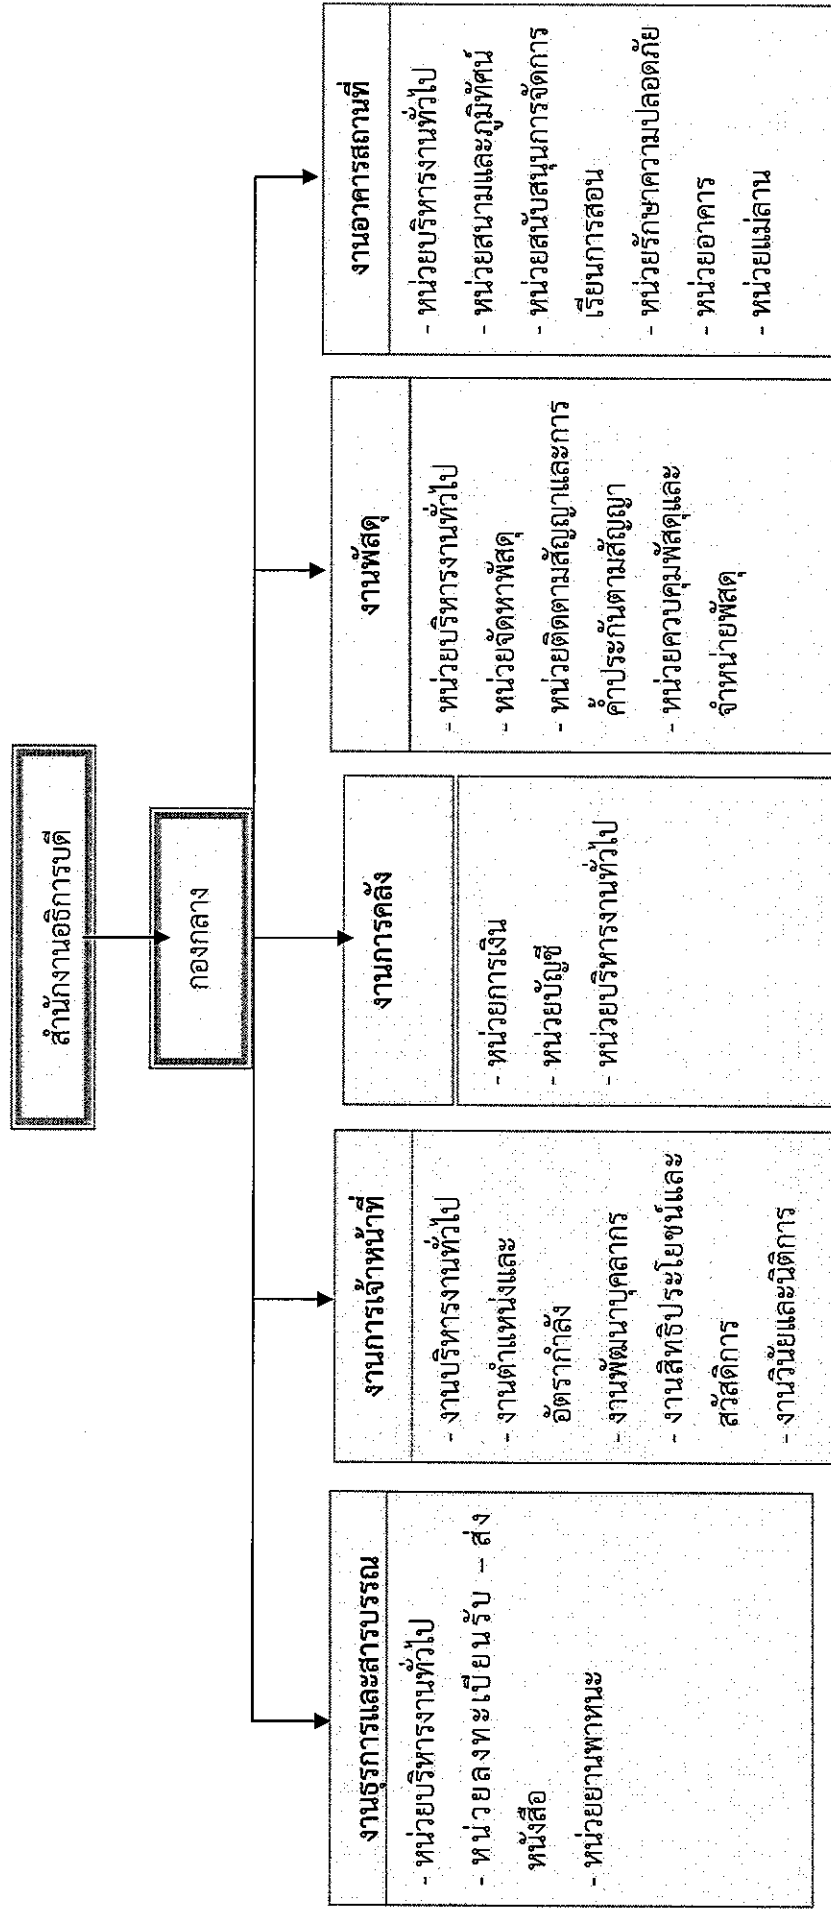 สำนักงานอธิการบดี
กองกลาง
งานธุรการและสารบรรณ
- หน่วยบริหารงานทั่วไป
- หน่วยลงทะเบียนรับ – ส่ง
หนังสือ
- หน่วยยานพาหนะ
งานการเจ้าหน้าที่
- งานบริหารงานทั่วไป
- งานตำแหน่งและ
อัตรากำลัง
- งานพัฒนาบุคลากร
- งานสิทธิประโยชน์และ
สวัสดิการ
- งานวินัยและนิติการ
งานการคลัง
- หน่วยการเงิน
- หน่วยบัญชี
- หน่วยบริหารงานทั่วไป
งานพัสดุ
- หน่วยบริหารงานทั่วไป
- หน่วยจัดหาพัสดุ
- หน่วยติดตามสัญญาและการ
ค้ำประกันตามสัญญา
- หน่วยควบคุมพัสดุและ
จำหน่ายพัสดุ
งานอาคารสถานที่
- หน่วยบริหารงานทั่วไป
- หน่วยสนามและภูมิทัศน์
- หน่วยสนับสนุนการจัดการ
เรียนการสอน
- หน่วยรักษาความปลอดภัย
- หน่วยอาคาร
- หน่วยแม่ลาน